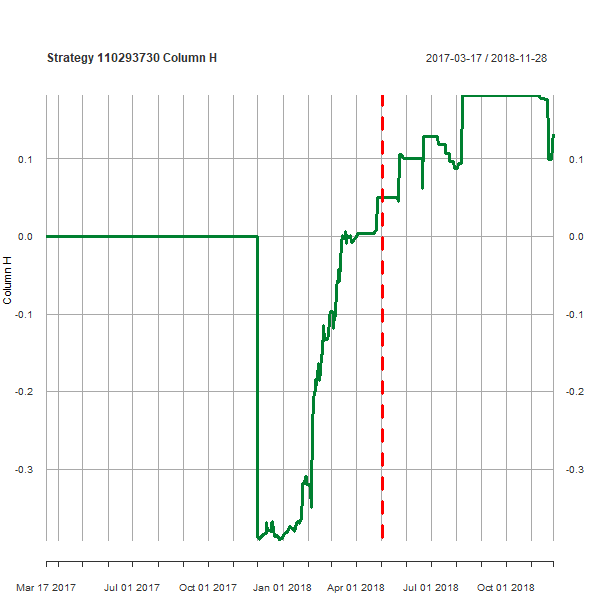 Strategy 110293730 Column H
2017-03-17 / 2018-11-28
0.1
0.1
0.0
0.0
-0.1
-0.1
-0.2
-0.2
-0.3
-0.3
Column H
Mar 17 2017
Jul 01 2017
Oct 01 2017
Jan 01 2018
Apr 01 2018
Jul 01 2018
Oct 01 2018